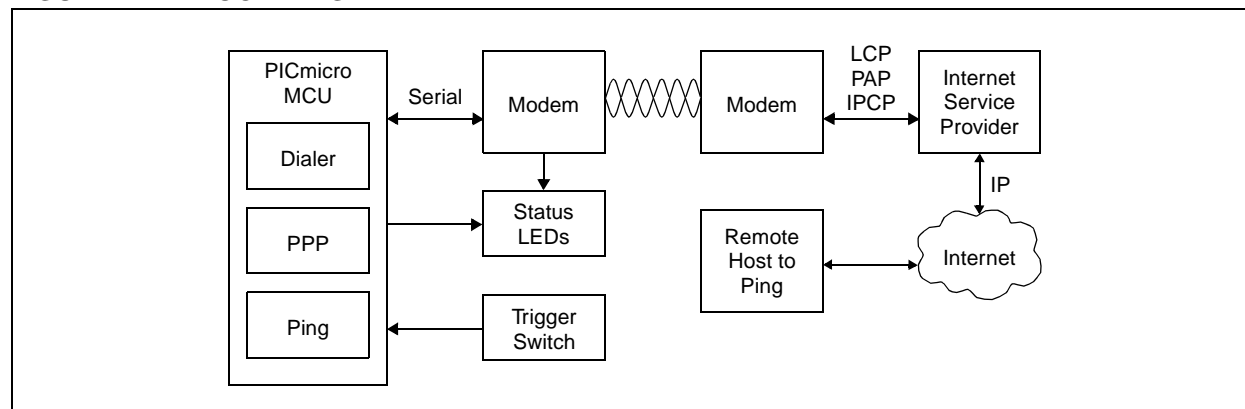 PICmicro
MCU
Dialer
PPP
Ping
Serial
Modem
Status
LEDs
Trigger
Switch
Modem
LCP
PAP
IPCP
Internet
Service
Provider
IP
Internet
Remote
Host to
Ping